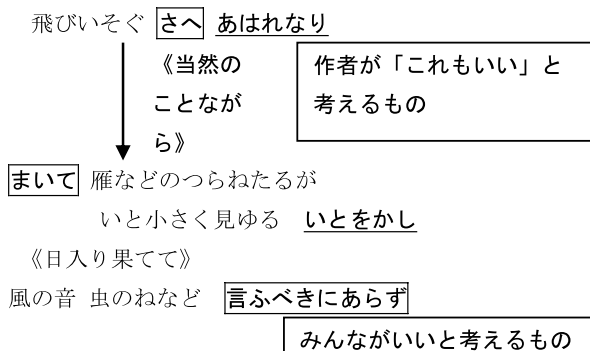 飛びいそぐ さへ あはれなり
《当然の
ことなが
ら》
作者が「これもいい」と
考えるもの
まいて 雁などのつらねたるが
いと小さく見ゆる いとをかし
《日入り果てて》
風の音 虫のねなど 言ふべきにあらず
みんながいいと考えるもの